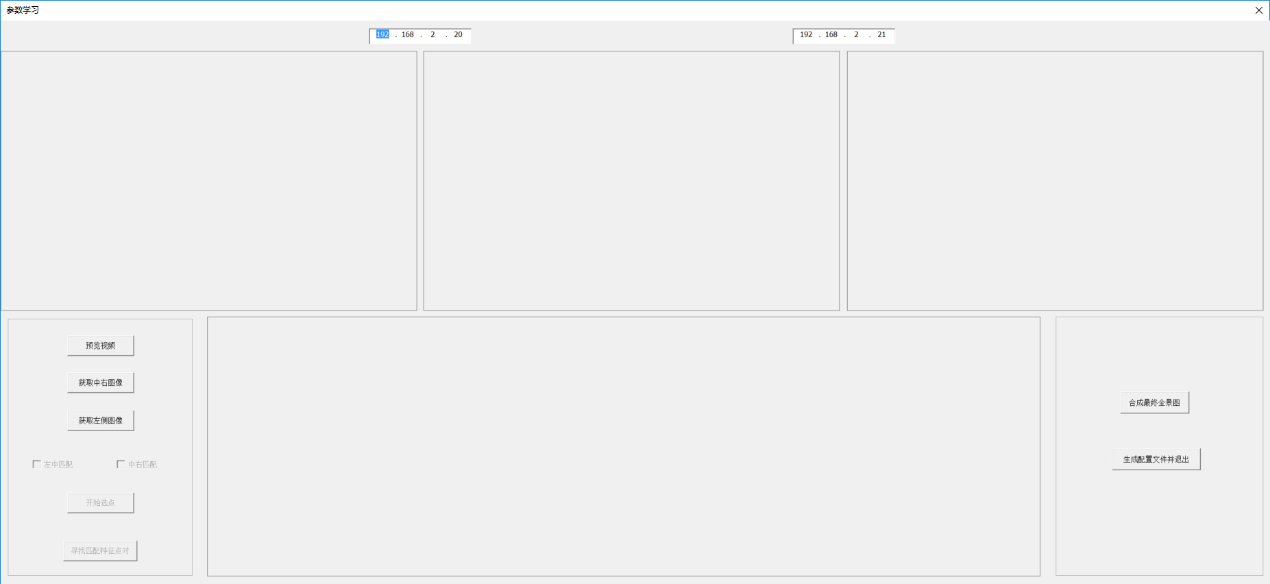 参数学习
192 . 168 . 2 . 20
192 . 168 . 2 . 21
预览视频
获取中右图像
获取左侧图像
左中匹配 中右匹配
开始选点
寻找匹配特征点对
合成最终全景图
生成配置文件并退出